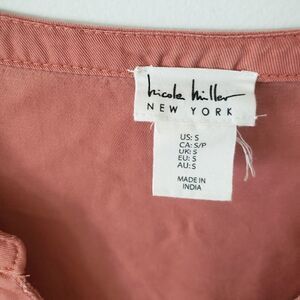 nicole miller
NEW YORK
US: S
CA: S/P
UK: S
EU: S
AU: S
MADE IN
INDIA